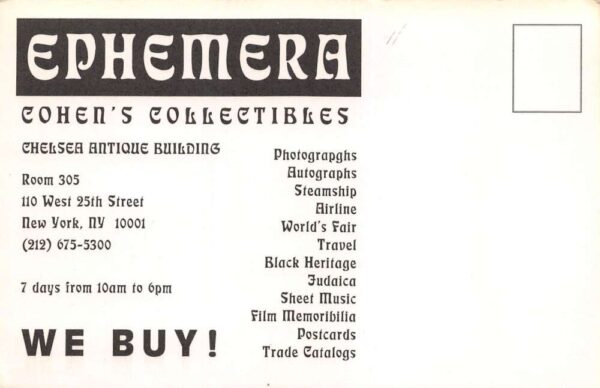 EPHEMERA
COHEN'S COLLECTIBLES
CHELSEA ANTIQUE BUILDING
Room 305
110 West 25th Street
New York, NY 10001
(212) 675-5300
7 days from 10am to 6pm
WE BUY!
Photograpghs
Autographs
Steamship
Airline
World's Fair
Travel
Black Heritage
Judaica
Sheet Music
Film Memoribilia
Postcards
Trade Catalogs